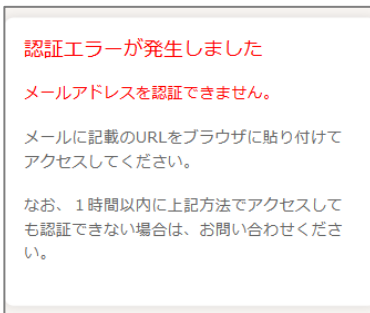 認証エラーが発生しました
メールアドレスを認証できません。
メールに記載のURLをブラウザに貼り付けて
アクセスしてください。
なお、１時間以内に上記方法でアクセスして
も認証できない場合は、お問い合わせくださ
い。